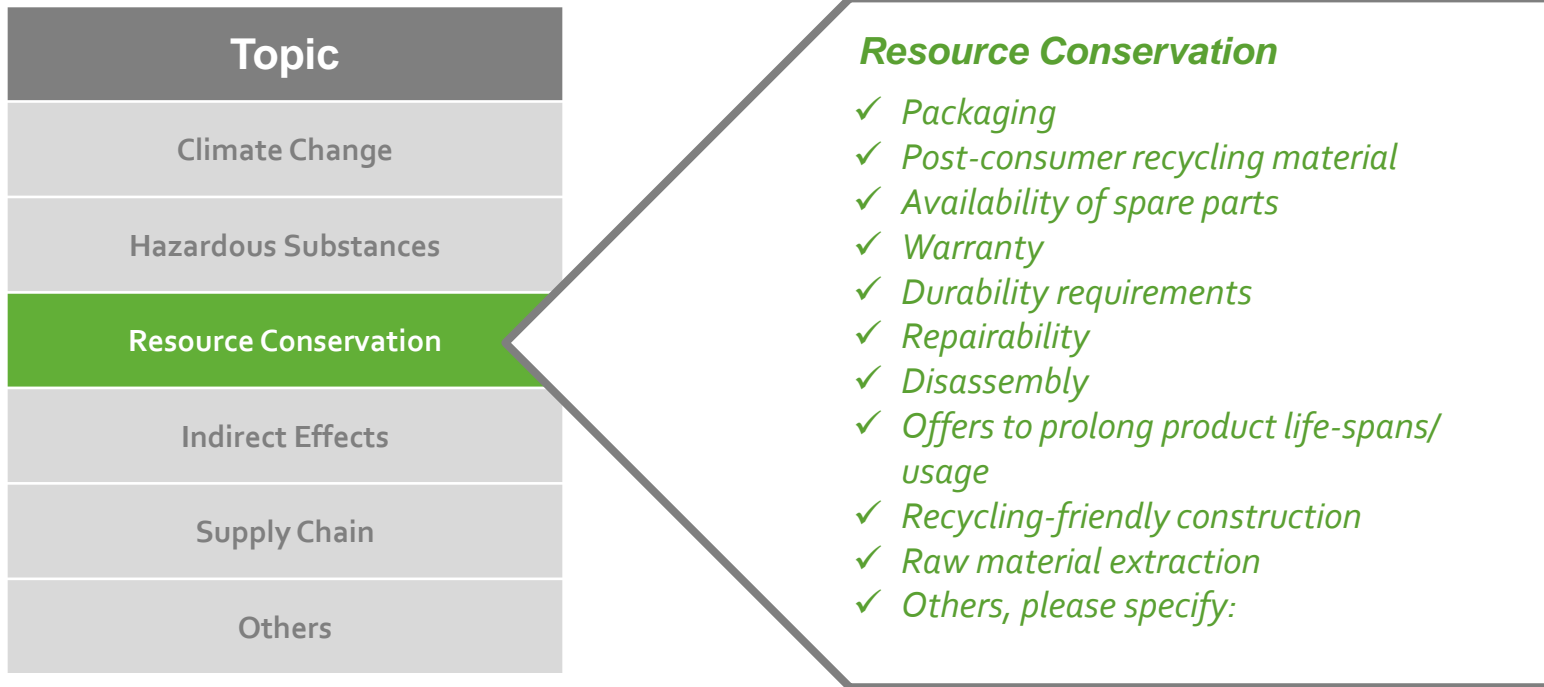 Topic
Climate Change
Hazardous Substances
Resource Conservation
Indirect Effects
Supply Chain
Others
Resource Conservation
✓ Packaging
✓ Post-consumer recycling material
✓ Availability of spare parts
✓ Warranty
✓ Durability requirements
✓ Repairability
✓ Disassembly
✓ Offers to prolong product life-spans/
usage
✓ Recycling-friendly construction
✓ Raw material extraction
✓ Others, please specify: